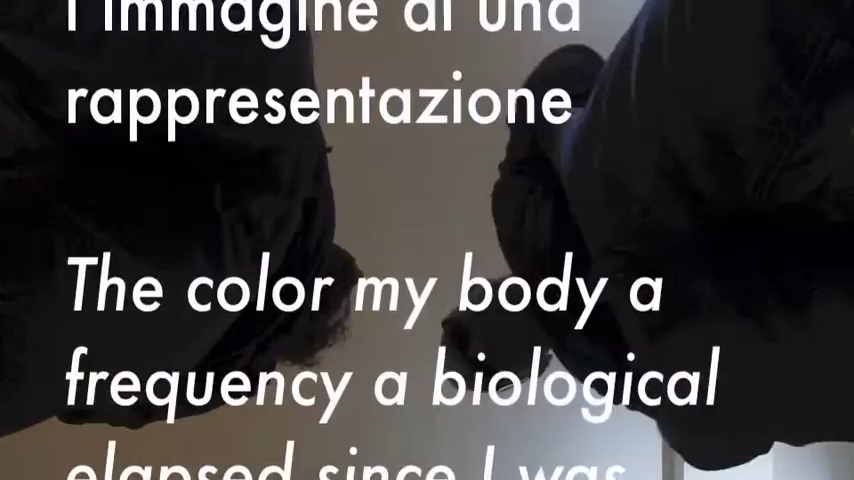 l'immagine di una
rappresentazione
The color my body a
frequency a biological
elapsed since I was